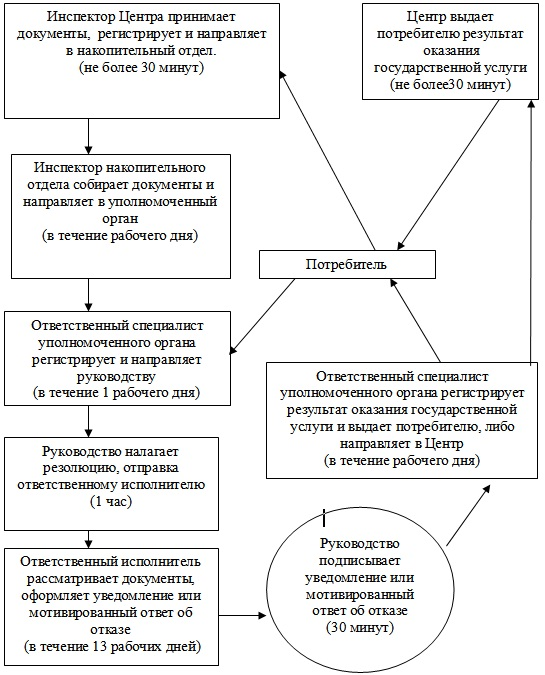 Инспектор Центра принимает
документы,  регистрирует и направляет
в накопительный отдел.
(не более 30 минут)
Центр выдает
потребителю результат
оказания
государственной услуги
(не более30 минут)
Инспектор накопительного
отдела собирает документы и
направляет в уполномоченный
орган
(в течение рабочего дня)
Потребитель
Ответственный специалист
уполномоченного органа
регистрирует и направляет
руководству
(в течение 1 рабочего дня)
Ответственный специалист
уполномоченного органа регистрирует
результат оказания государственной
услуги и выдает потребителю, либо
направляет в Центр
(в течение рабочего дня)
Руководство налагает
резолюцию, отправка
ответственному исполнителю
(1 час)
Ответственный исполнитель
рассматривает документы,
оформляет уведомление или
мотивированный ответ об
отказе
(в течение 13 рабочих дней)
Руководство
подписывает
уведомление или
мотивированный
ответ об отказе
(30 минут)